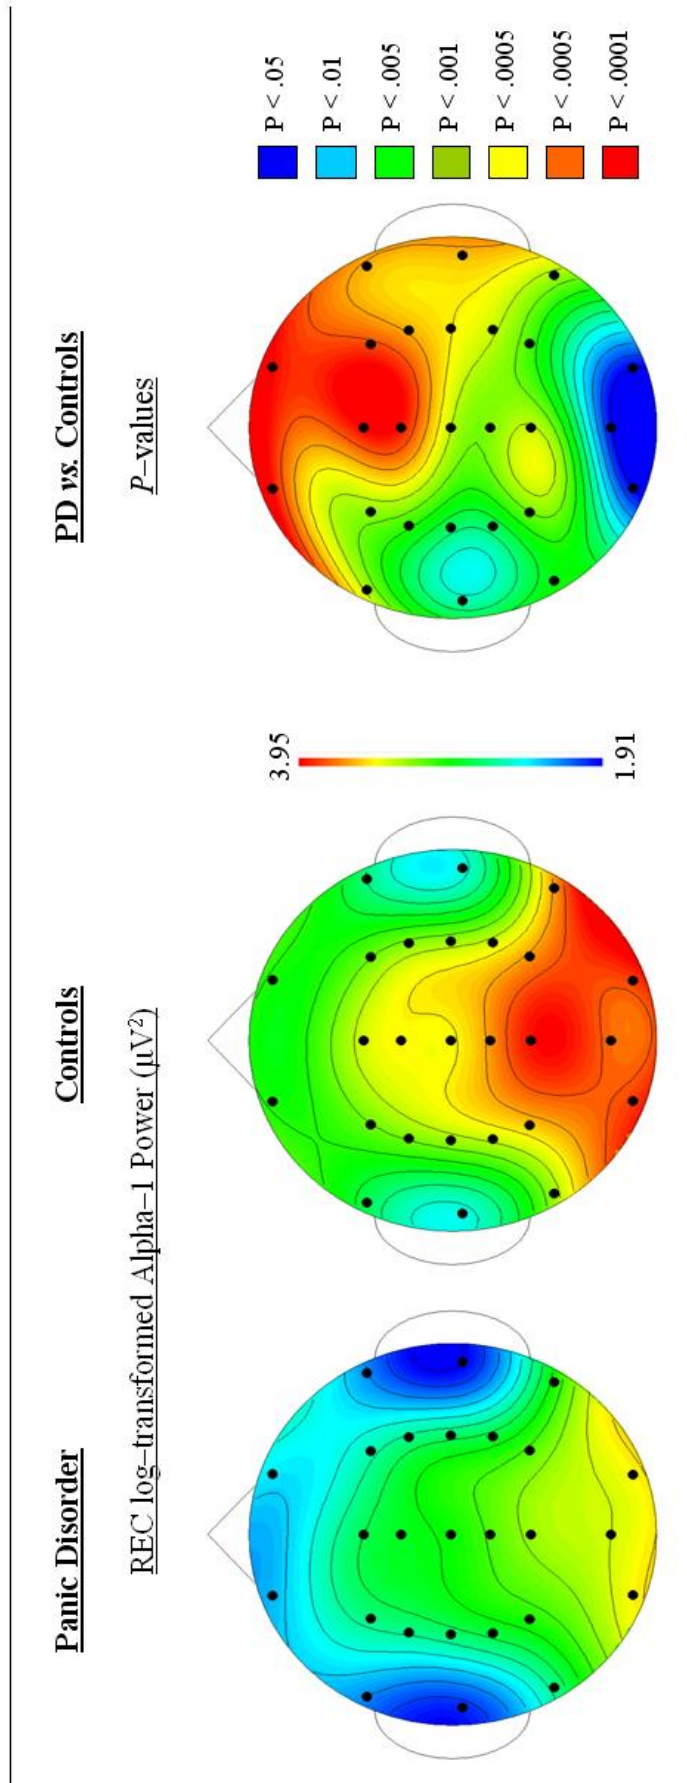 Panic Disorder
Controls
PD vs. Controls
REC log–transformed Alpha–1 Power (μV²)
P–values
3.95
1.91
P < .05
P < .01
P < .005
P < .001
P < .0005
P < .0005
P < .0001